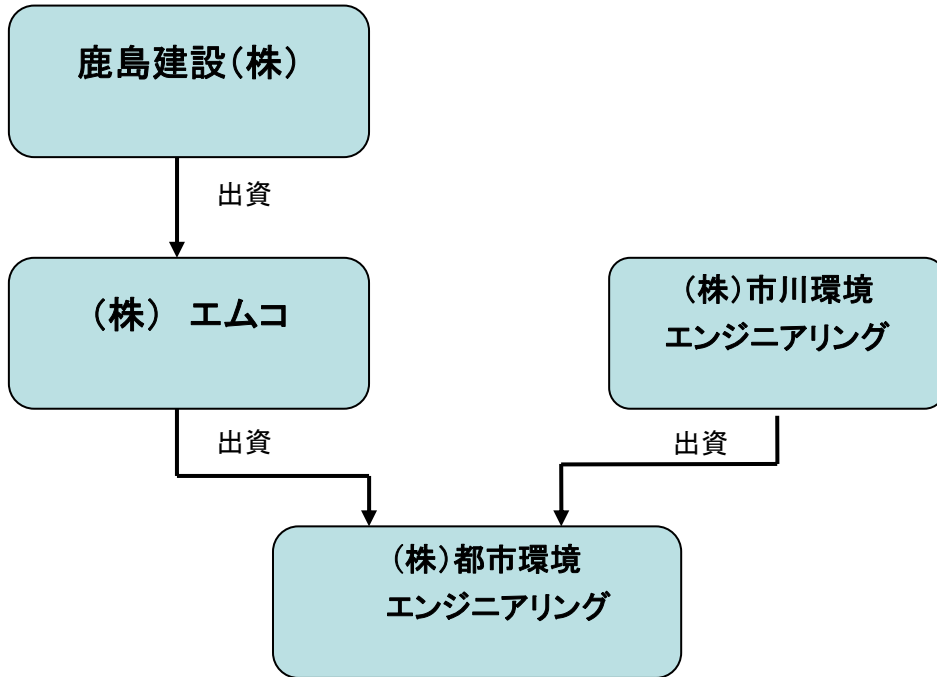 鹿島建設（株）
出資
（株） エムコ
（株）市川環境
エンジニアリング
出資
出資
（株）都市環境
エンジニアリング